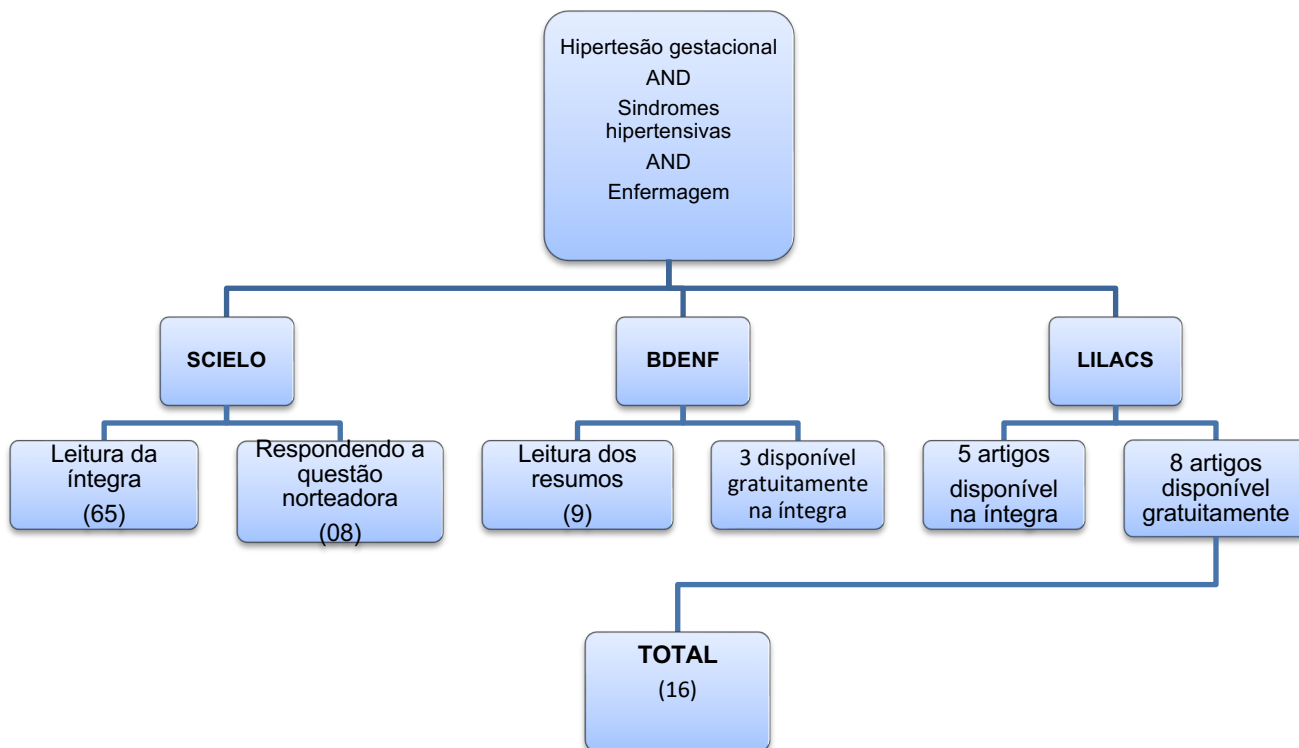 Hipertesão gestacional
AND
Sindromes
hipertensivas
AND
Enfermagem
SCIELO
BDENF
LILACS
Leitura da
íntegra
(65)
Respondendo a
questão
norteadora
(08)
Leitura dos
resumos
(9)
3 disponível
gratuitamente
na íntegra
5 artigos
disponível
na íntegra
8 artigos
disponível
gratuitamente
TOTAL
(16)